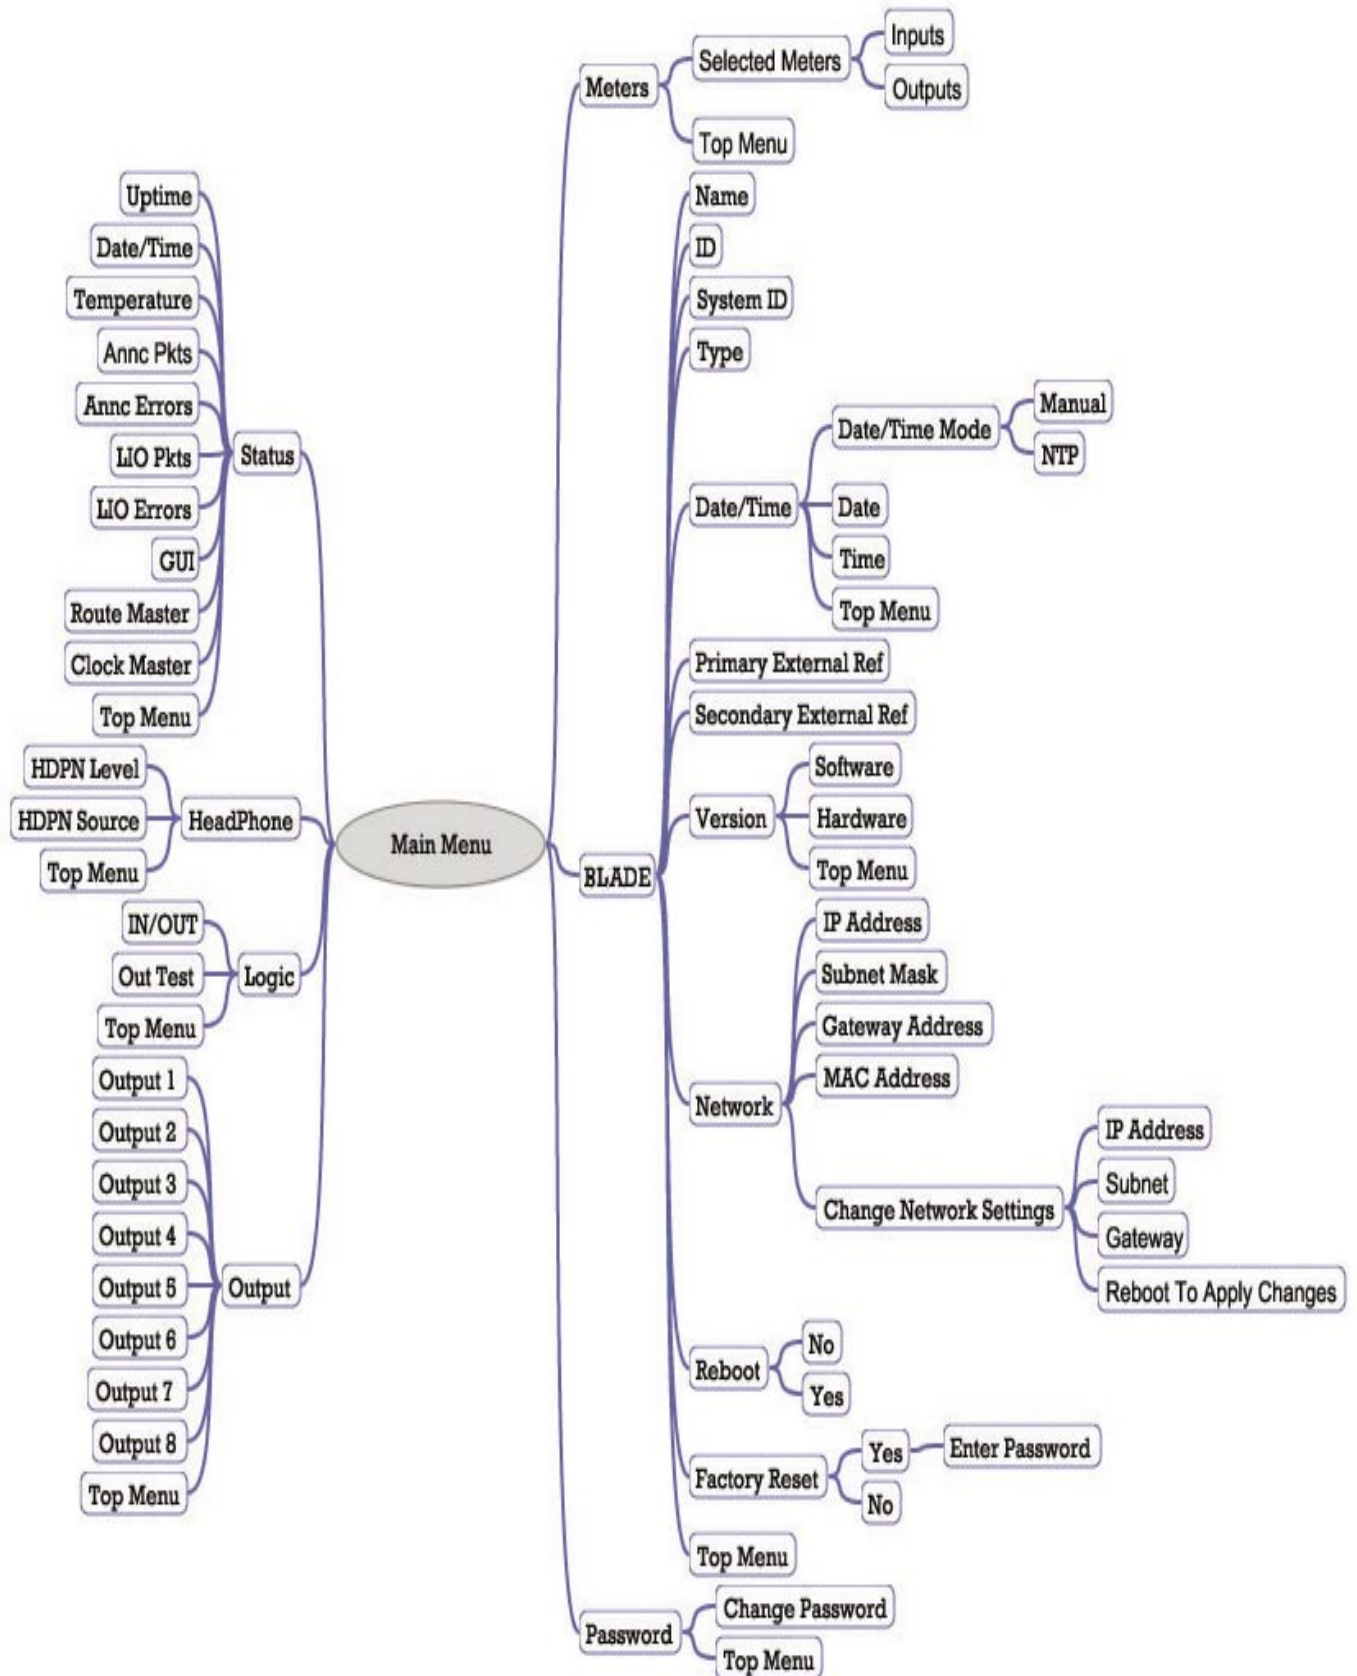 Main Menu
Meters
Selected Meters
Inputs
Outputs
Top Menu
BLADE
Name
ID
System ID
Type
Date/Time
Date/Time Mode
Manual
NTP
Date
Time
Top Menu
Primary External Ref
Secondary External Ref
Version
Software
Hardware
Top Menu
Network
IP Address
Subnet Mask
Gateway Address
MAC Address
Change Network Settings
IP Address
Subnet
Gateway
Reboot To Apply Changes
Reboot
No
Yes
Factory Reset
Yes
Enter Password
No
Top Menu
Password
Change Password
Top Menu
Status
Uptime
Date/Time
Temperature
Annc Pkts
Annc Errors
LIO Pkts
LIO Errors
GUI
Route Master
Clock Master
Top Menu
HeadPhone
HDPN Level
HDPN Source
Top Menu
Logic
IN/OUT
Out Test
Top Menu
Output
Output 1
Output 2
Output 3
Output 4
Output 5
Output 6
Output 7
Output 8
Top Menu